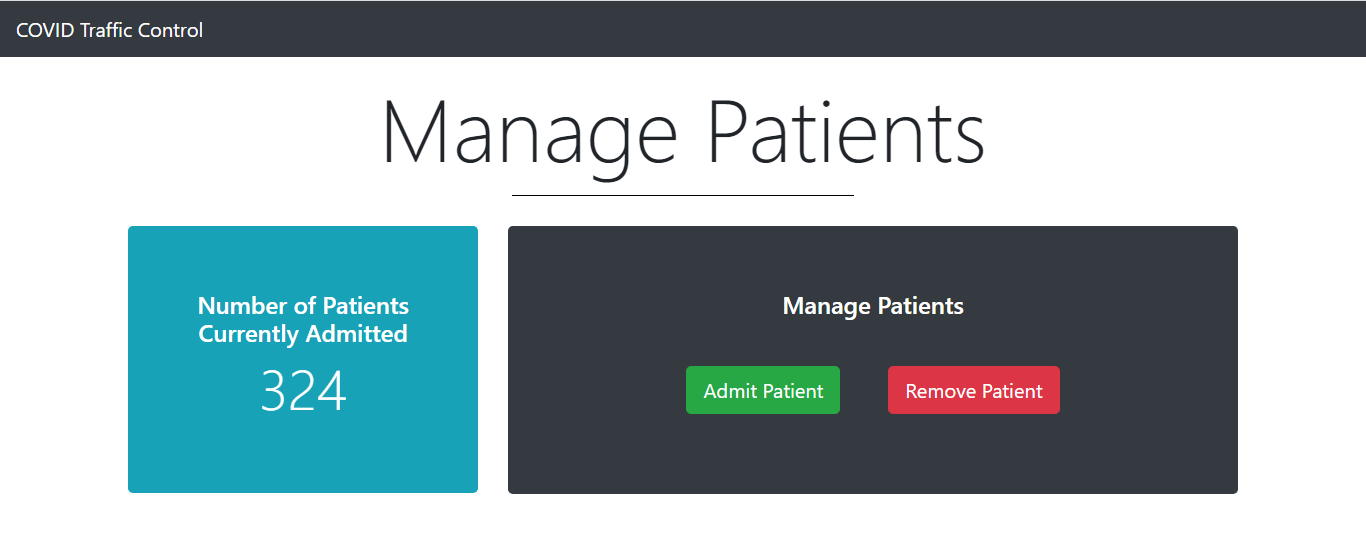 COVID Traffic Control
Manage Patients
Number of Patients
Currently Admitted
324
Manage Patients
Admit Patient
Remove Patient